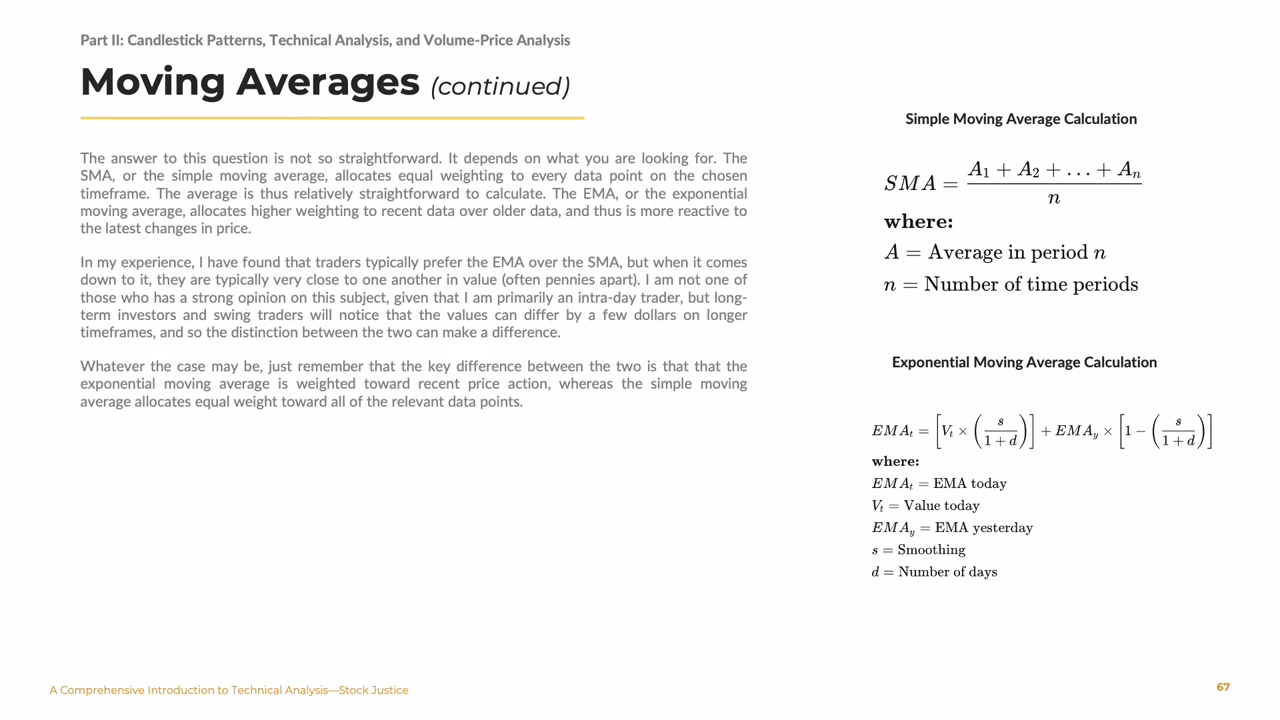 Part II: Candlestick Patterns, Technical Analysis, and Volume-Price Analysis
Moving Averages (continued)
The answer to this question is not so straightforward. It depends on what you are looking for. The
SMA, or the simple moving average, allocates equal weighting to every data point on the chosen
timeframe. The average is thus relatively straightforward to calculate. The EMA, or the exponential
moving average, allocates higher weighting to recent data over older data, and thus is more reactive to
the latest changes in price.
In my experience, I have found that traders typically prefer the EMA over the SMA, but when it comes
down to it, they are typically very close to one another in value (often pennies apart). I am not one of
those who has a strong opinion on this subject, given that I am primarily an intra-day trader, but long-
term investors and swing traders will notice that the values can differ by a few dollars on longer
timeframes, and so the distinction between the two can make a difference.
Whatever the case may be, just remember that the key difference between the two is that that the
exponential moving average is weighted toward recent price action, whereas the simple moving
average allocates equal weight toward all of the relevant data points.
Simple Moving Average Calculation
SMA = (A₁ + A₂ + … + Aₙ) / n
where:
A = Average in period n
n = Number of time periods
Exponential Moving Average Calculation
EMAₜ = [Vₜ × (s / 1 + d)] + EMAᵧ × [1 − (s / 1 + d)]
where:
EMAₜ = EMA today
Vₜ = Value today
EMAᵧ = EMA yesterday
s = Smoothing
d = Number of days
A Comprehensive Introduction to Technical Analysis—Stock Justice
67